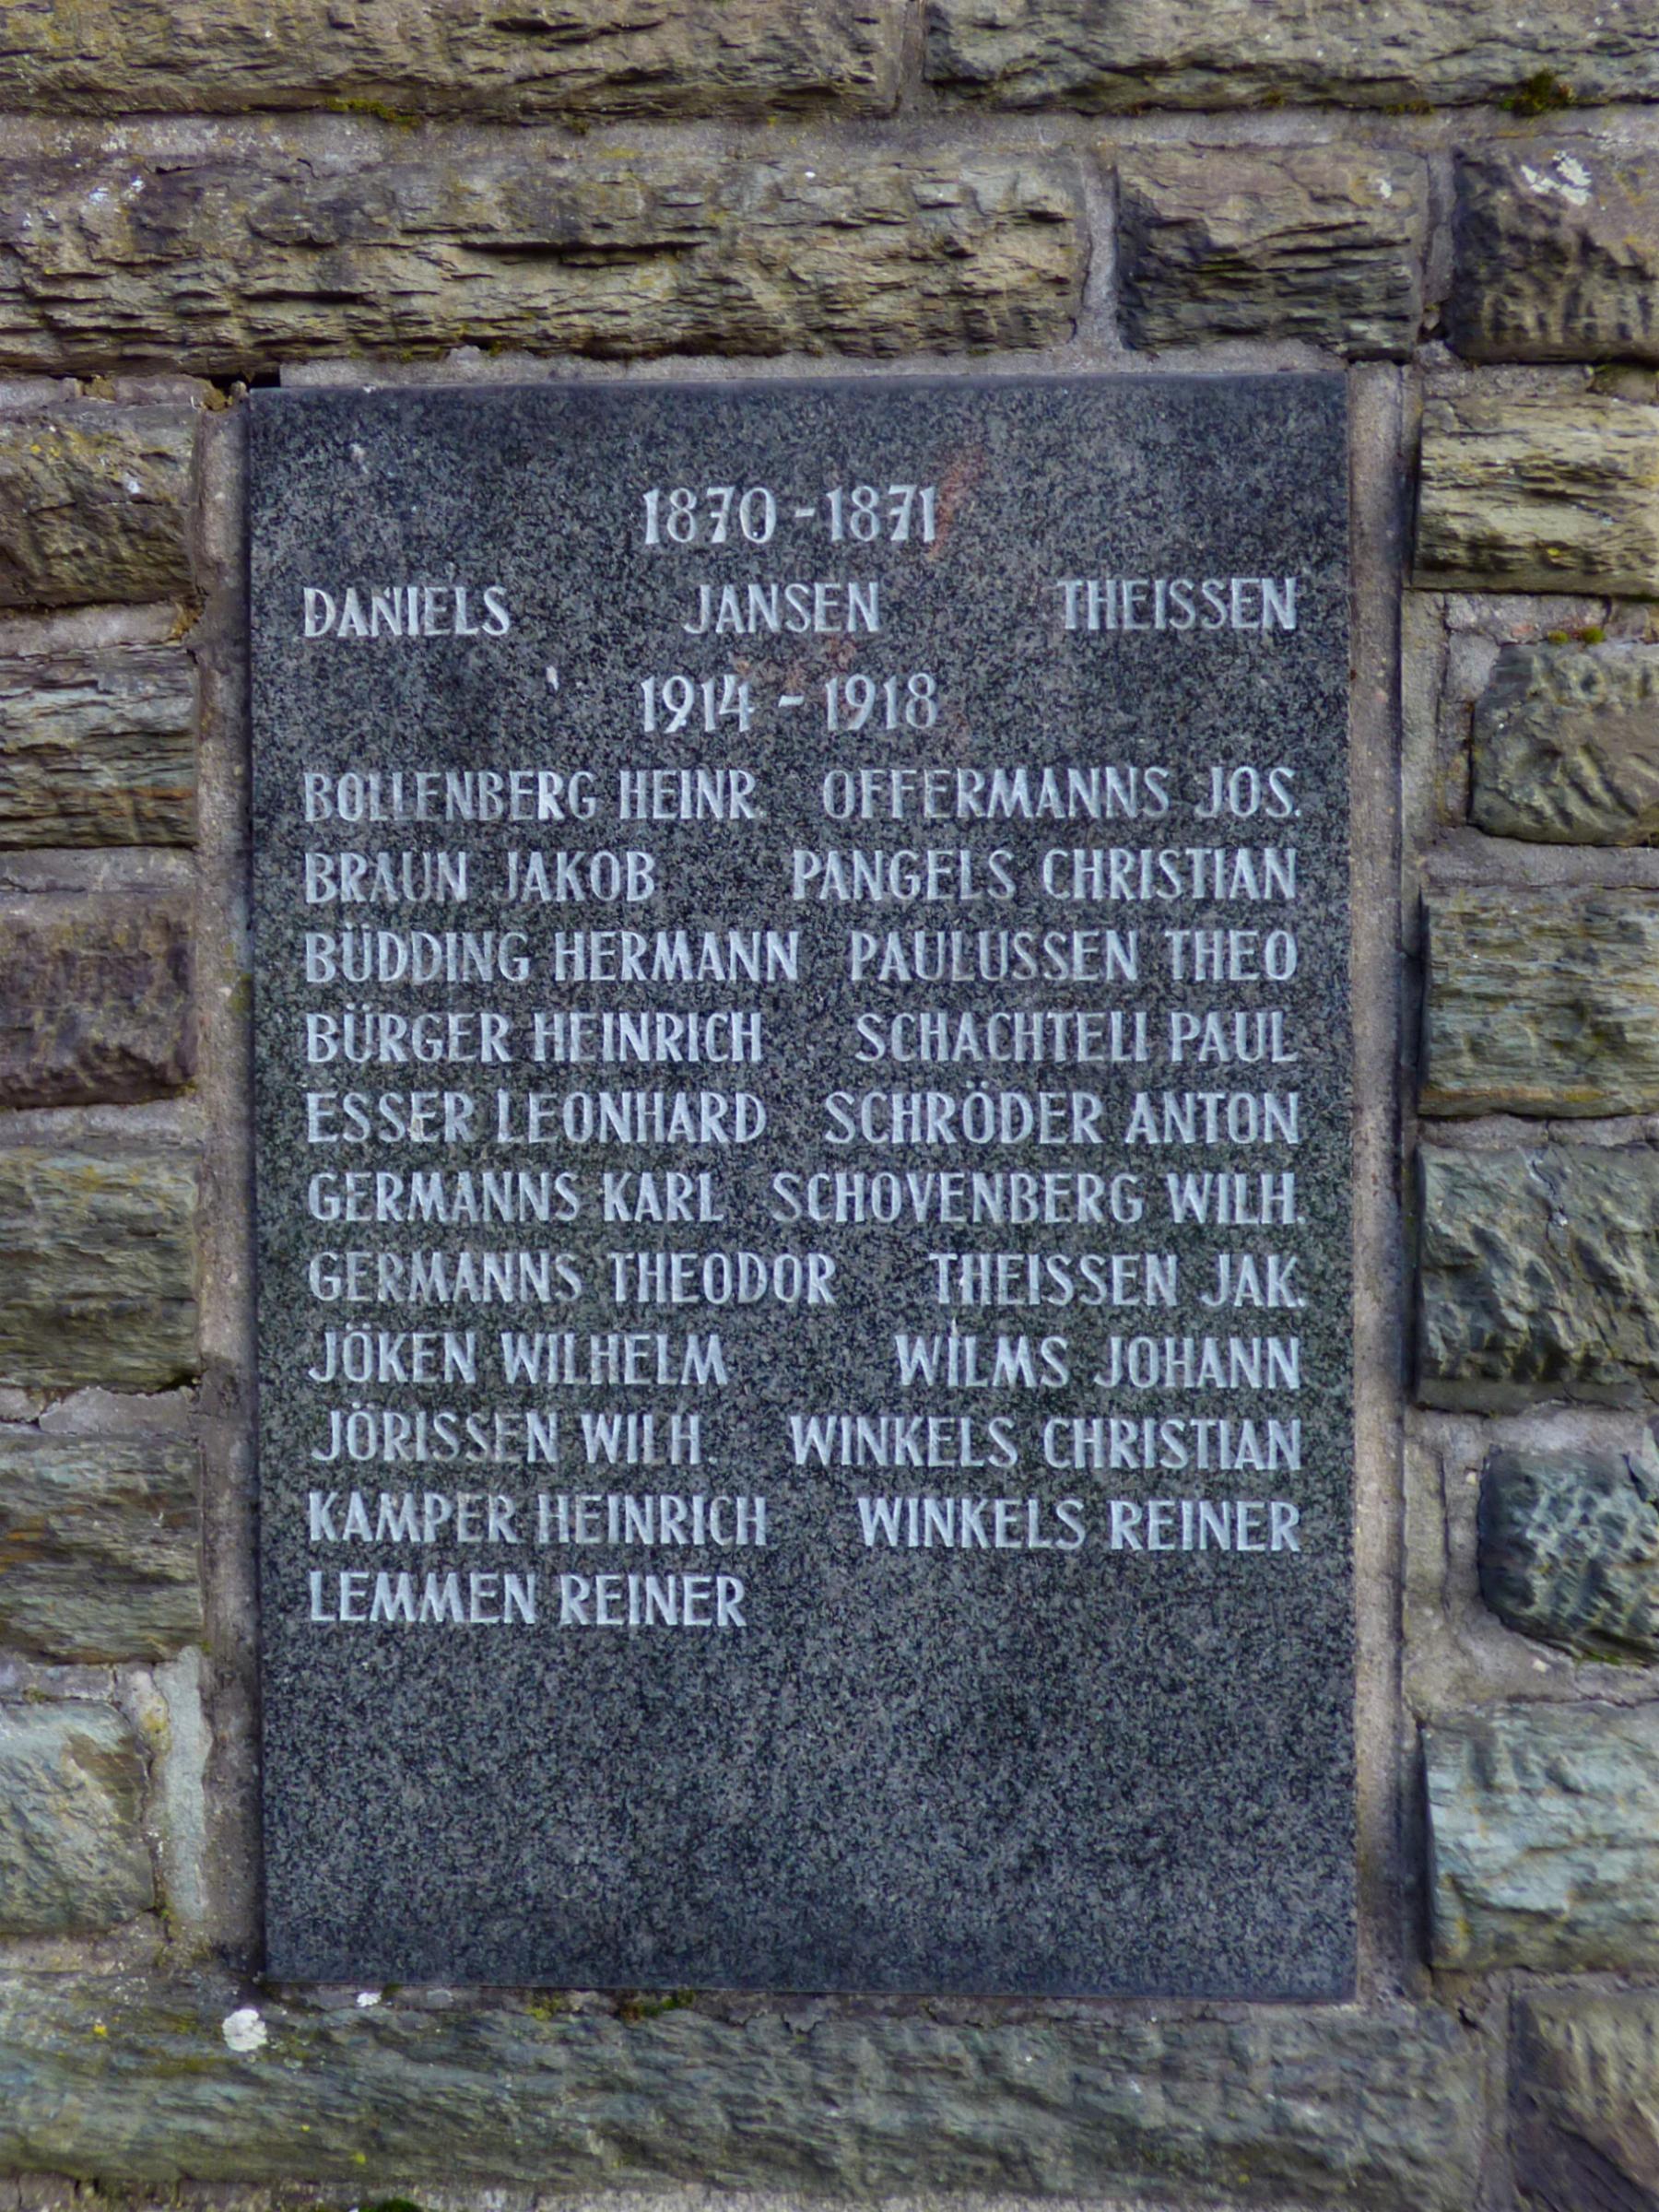 1870 - 1871
DANIELS JANSEN THEISSEN
1914 - 1918
BOLLENBERG HEINR. OFFERMANNS JOS.
BRAUN JAKOB PANGELS CHRISTIAN
BÜDDING HERMANN PAULUSSEN THEO
BÜRGER HEINRICH SCHACHTELL PAUL
ESSER LEONHARD SCHRÖDER ANTON
GERMANNS KARL SCHOVENBERG WILH.
GERMANNS THEODOR THEISSEN JAK.
JÖKEN WILHELM WILMS JOHANN
JÖRISSEN WILH. WINKELS CHRISTIAN
KAMPER HEINRICH WINKELS REINER
LEMMEN REINER